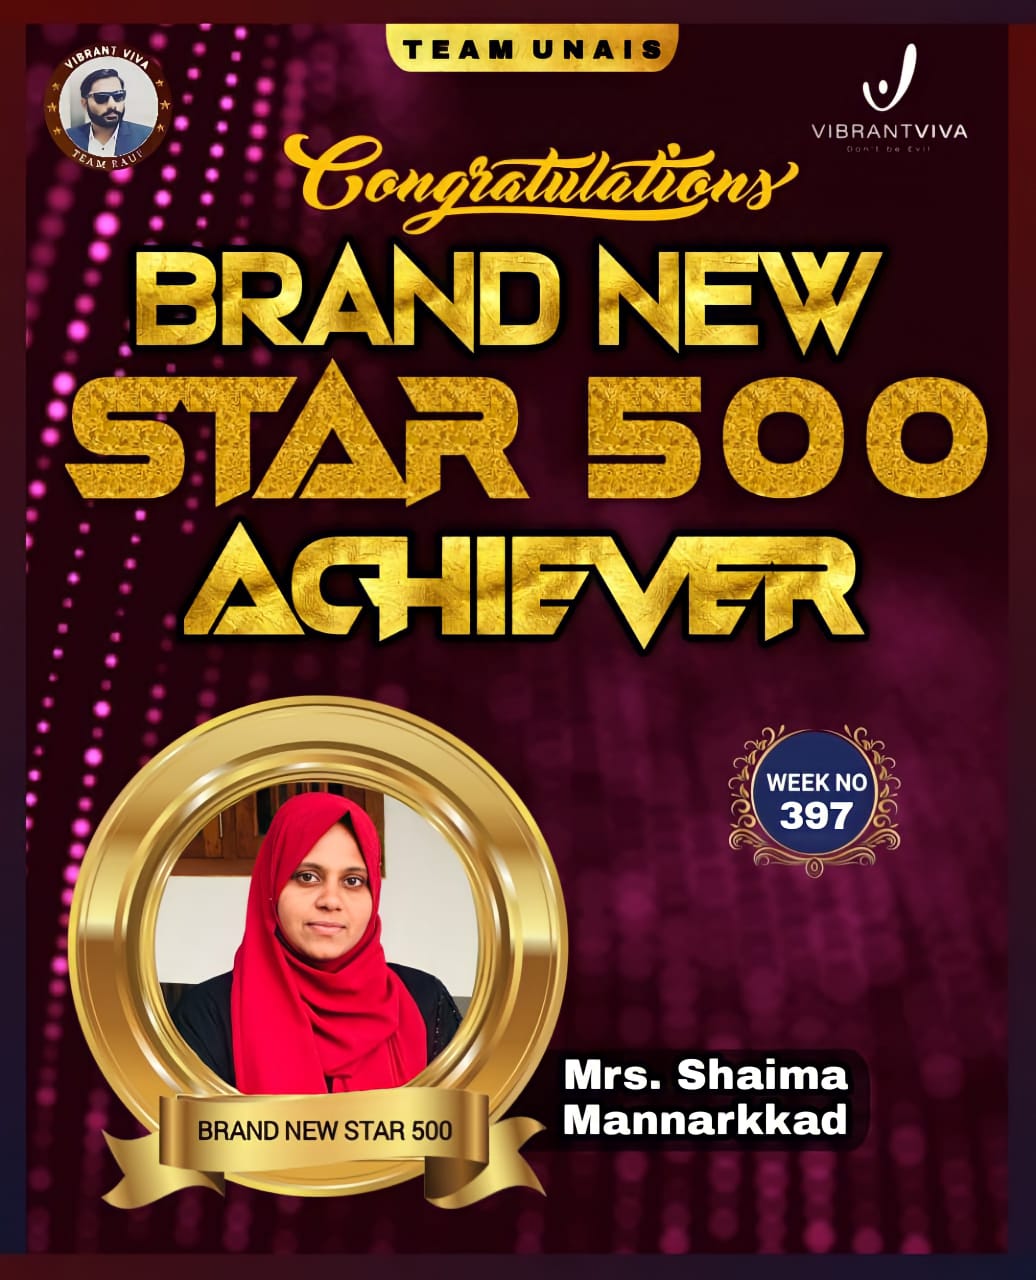 TEAM UNAIS
VIBRANT VIVA
TEAM RAUF
VIBRANTVIVA
Don't be Evil
Congratulations
BRAND NEW
STAR 500
ACHIEVER
WEEK NO
397
0
Mrs. Shaima
Mannarkkad
BRAND NEW STAR 500